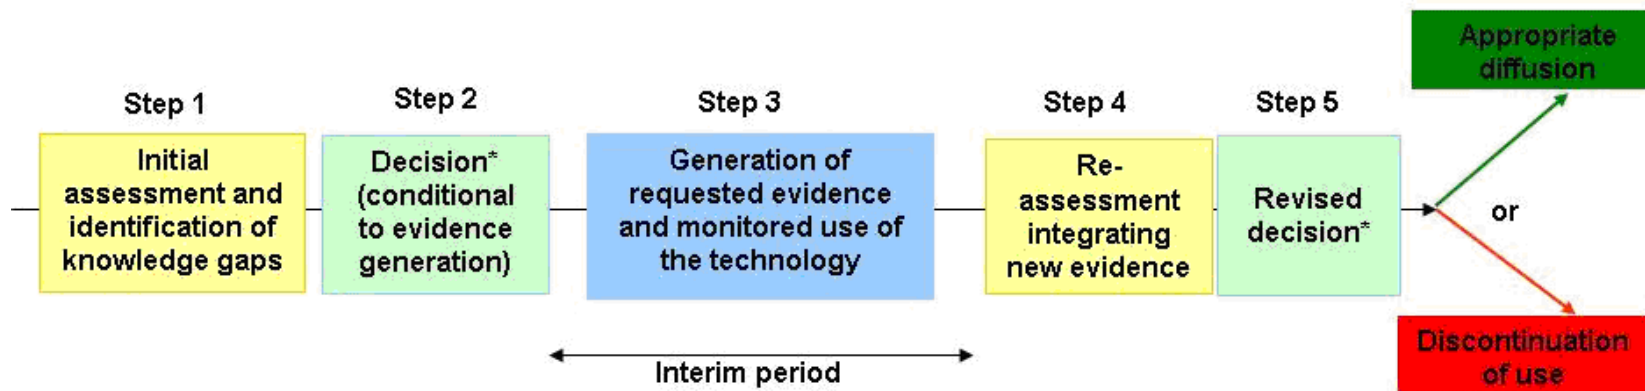 Step 1
Initial
assessment and
identification of
knowledge gaps
Step 2
Decision*
(conditional
to evidence
generation)
Step 3
Generation of
requested evidence
and monitored use of
the technology
Interim period
Step 4
Re-
assessment
integrating
new evidence
Step 5
Revised
decision*
Appropriate
diffusion
or
Discontinuation
of use